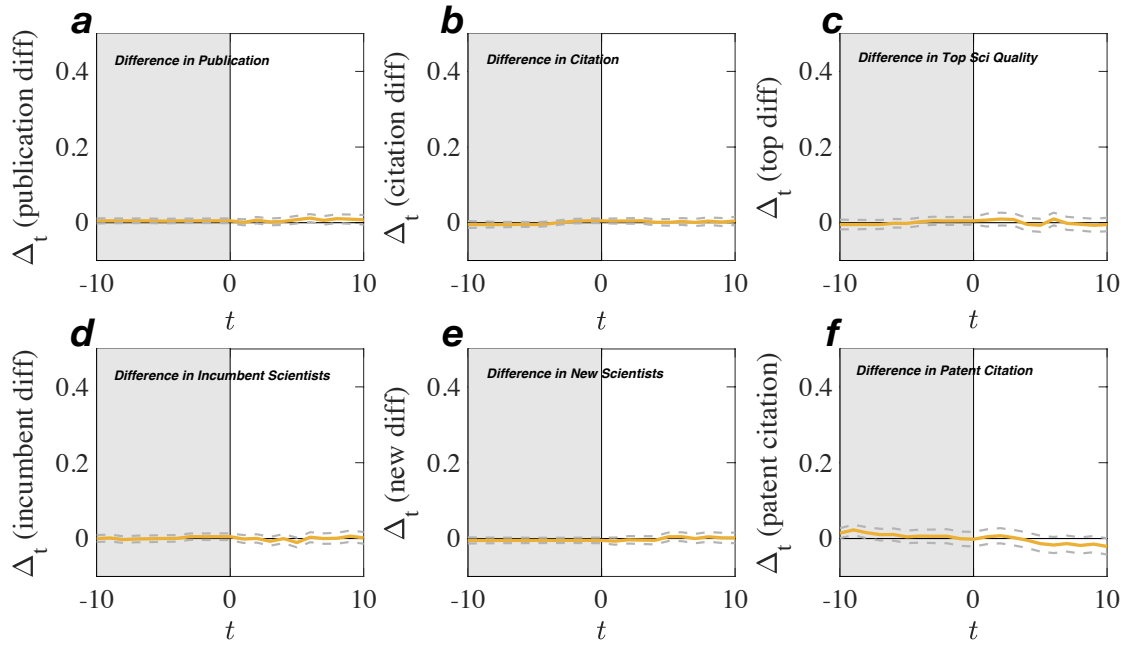 a
Difference in Publication
Δt (publication diff)
0.4
0.2
0
-10
0
10
t
b
Difference in Citation
Δt (citation diff)
0.4
0.2
0
-10
0
10
t
c
Difference in Top Sci Quality
Δt (top diff)
0.4
0.2
0
-10
0
10
t
d
Difference in Incumbent Scientists
Δt (incumbent diff)
0.4
0.2
0
-10
0
10
t
e
Difference in New Scientists
Δt (new diff)
0.4
0.2
0
-10
0
10
t
f
Difference in Patent Citation
Δt (patent citation)
0.4
0.2
0
-10
0
10
t